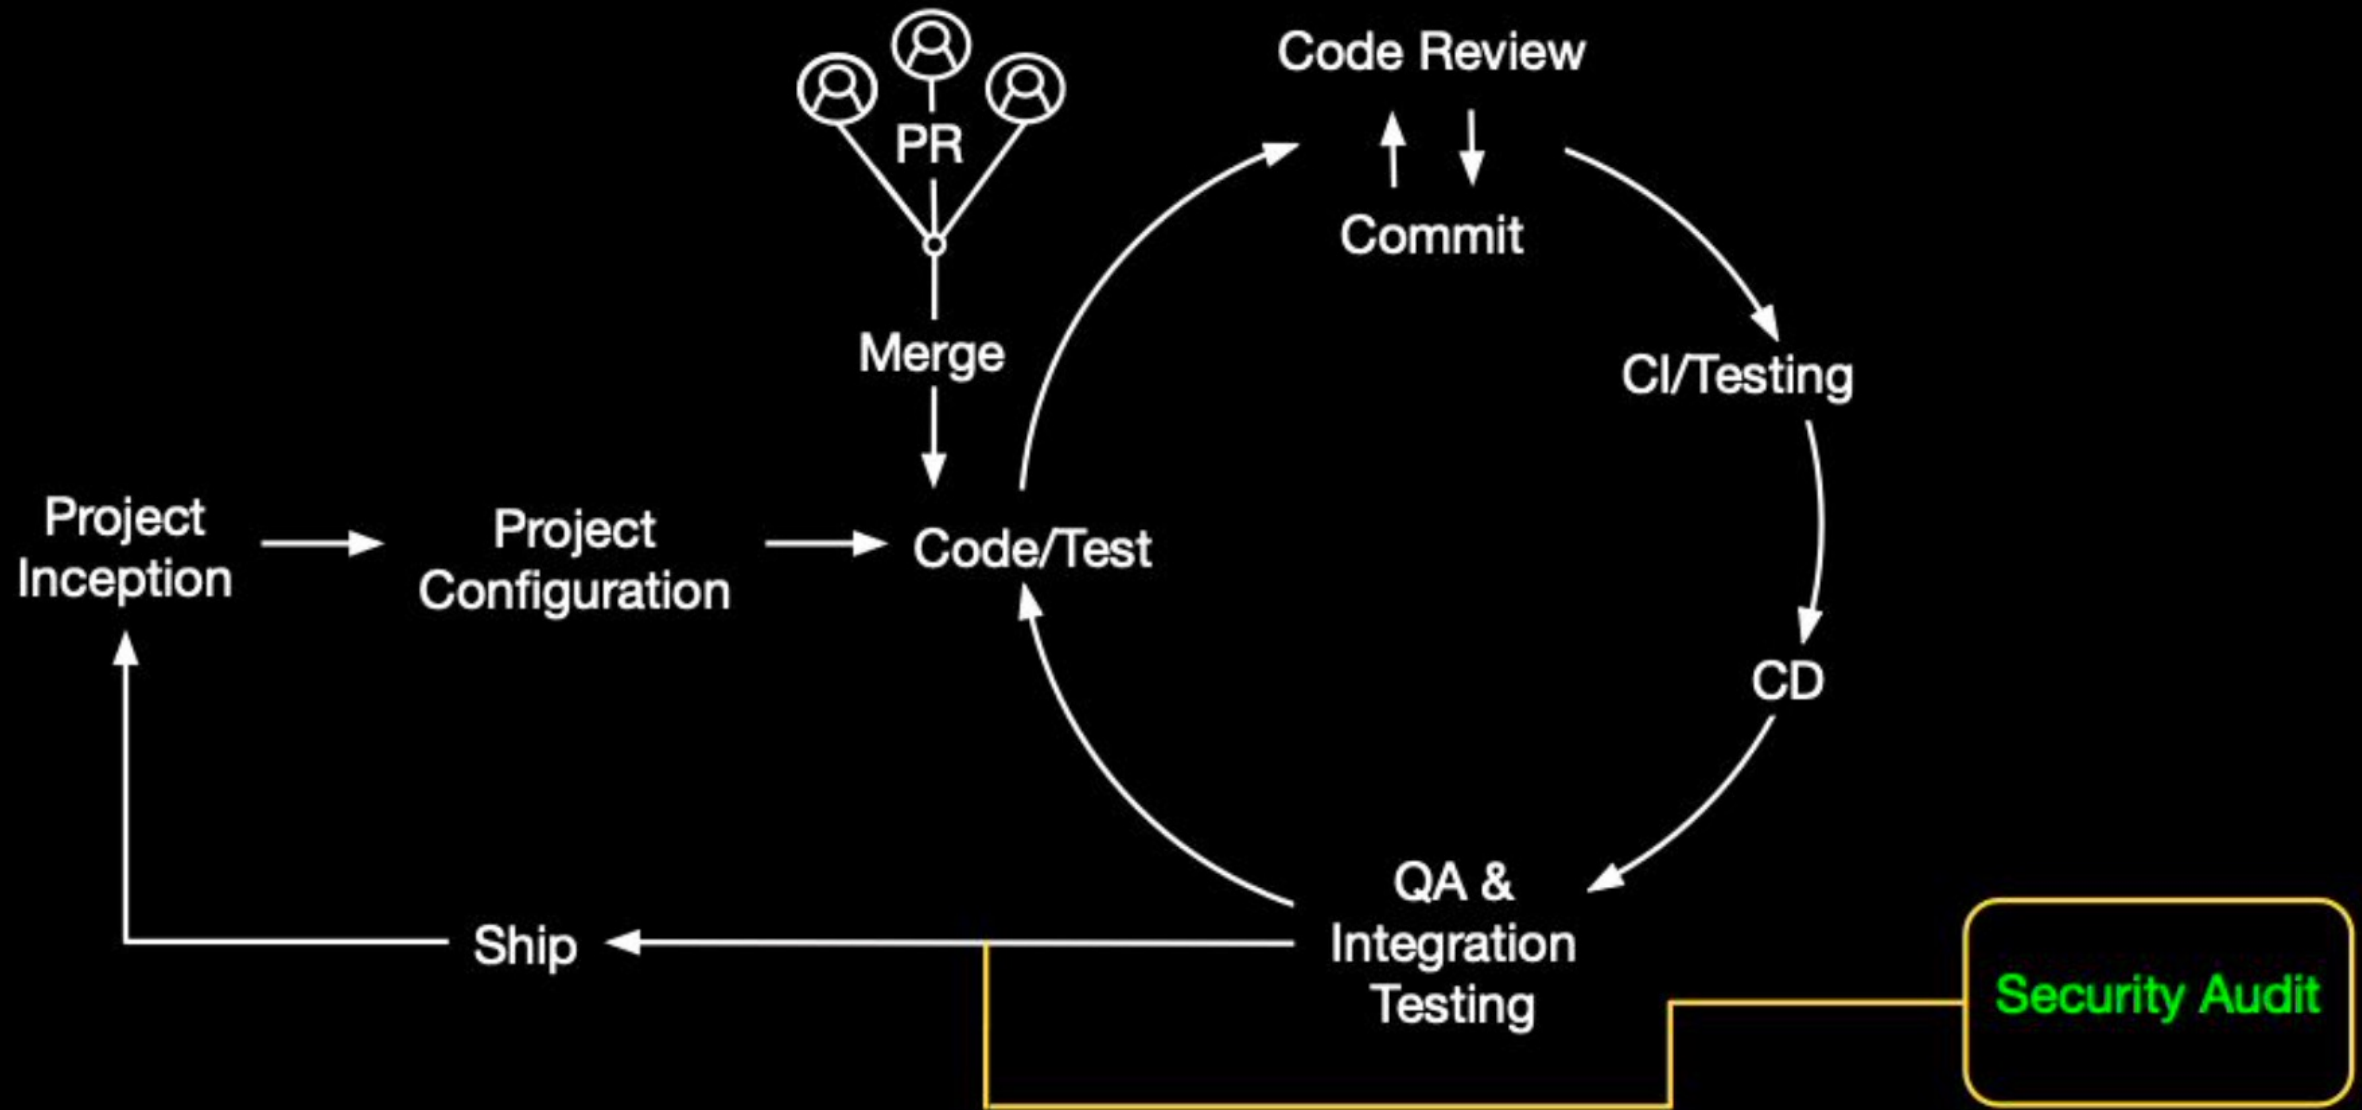 Code Review
PR
Commit
Merge
CI/Testing
Project
Inception
Project
Configuration
Code/Test
CD
QA &
Integration
Testing
Ship
Security Audit